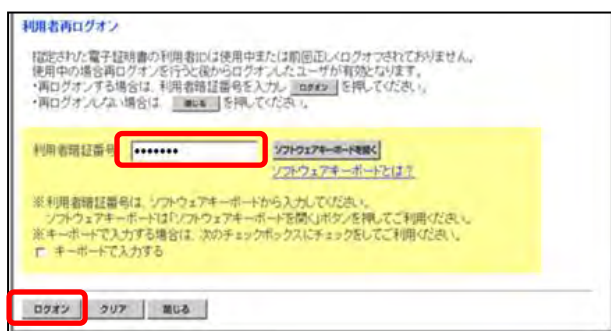 利用者再ログオン
指定された電子証明書の利用者IDは使用中または前回正しくログオフされておりません。
使用中の場合再ログオンを行うと後からログオンしたユーザが有効となります。
・再ログオンする場合は、利用者暗証番号を入力し ログオン を押してください。
・再ログオンしない場合は 閉じる を押してください。
利用者暗証番号 ●●●●●●● ソフトウェアキーボードを開く
ソフトウェアキーボードとは？
※利用者暗証番号は、ソフトウェアキーボードから入力してください。
ソフトウェアキーボードは「ソフトウェアキーボードを開く」ボタンを押してご利用ください。
※キーボードで入力する場合は、次のチェックボックスにチェックをしてご利用ください。
キーボードで入力する
ログオン クリア 閉じる